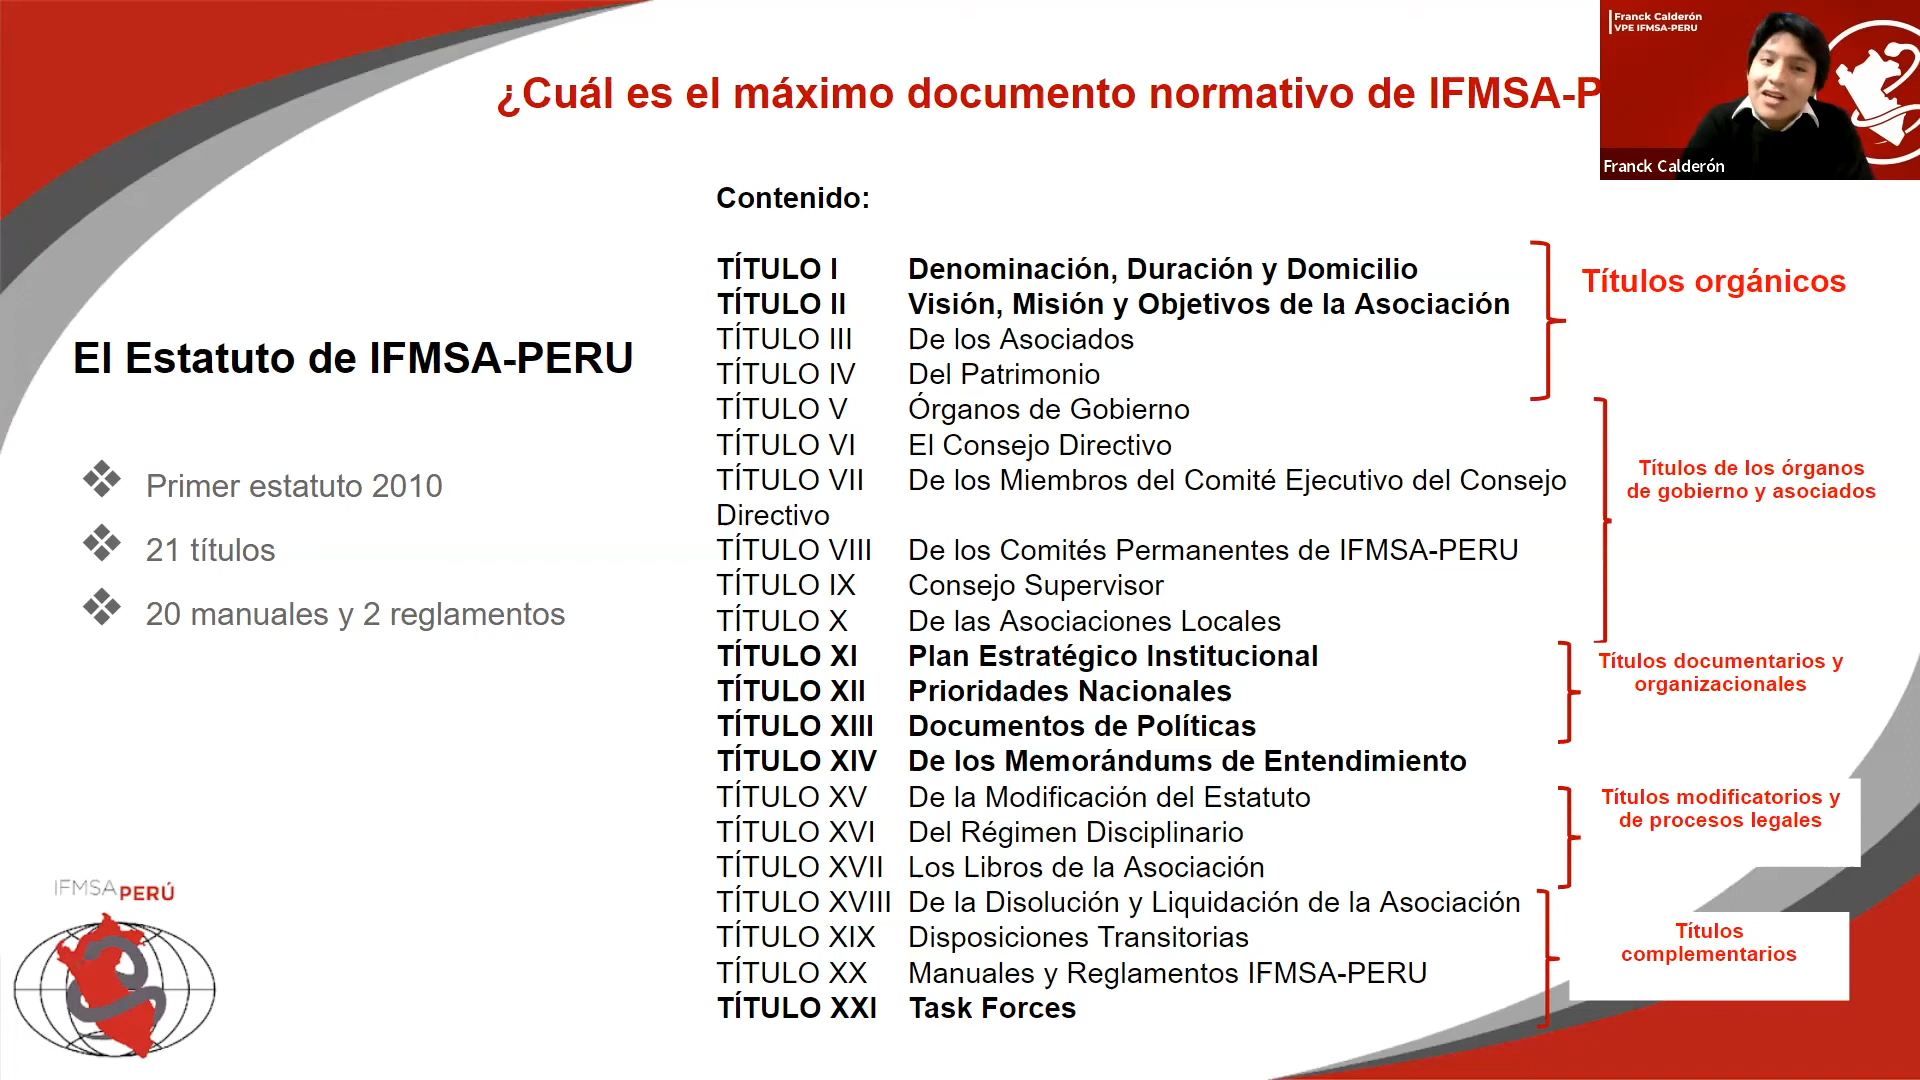 ¿Cuál es el máximo documento normativo de IFMSA-P
Franck Calderón
VPE IFMSA-PERU
Franck Calderón
El Estatuto de IFMSA-PERU
Primer estatuto 2010
21 títulos
20 manuales y 2 reglamentos
Contenido:
TÍTULO I Denominación, Duración y Domicilio
TÍTULO II Visión, Misión y Objetivos de la Asociación
TÍTULO III De los Asociados
TÍTULO IV Del Patrimonio
TÍTULO V Órganos de Gobierno
TÍTULO VI El Consejo Directivo
TÍTULO VII De los Miembros del Comité Ejecutivo del Consejo
Directivo
TÍTULO VIII De los Comités Permanentes de IFMSA-PERU
TÍTULO IX Consejo Supervisor
TÍTULO X De las Asociaciones Locales
TÍTULO XI Plan Estratégico Institucional
TÍTULO XII Prioridades Nacionales
TÍTULO XIII Documentos de Políticas
TÍTULO XIV De los Memorándums de Entendimiento
TÍTULO XV De la Modificación del Estatuto
TÍTULO XVI Del Régimen Disciplinario
TÍTULO XVII Los Libros de la Asociación
TÍTULO XVIII De la Disolución y Liquidación de la Asociación
TÍTULO XIX Disposiciones Transitorias
TÍTULO XX Manuales y Reglamentos IFMSA-PERU
TÍTULO XXI Task Forces
Títulos orgánicos
Títulos de los órganos
de gobierno y asociados
Títulos documentarios y
organizacionales
Títulos modificatorios y
de procesos legales
Títulos
complementarios
IFMSA PERÚ